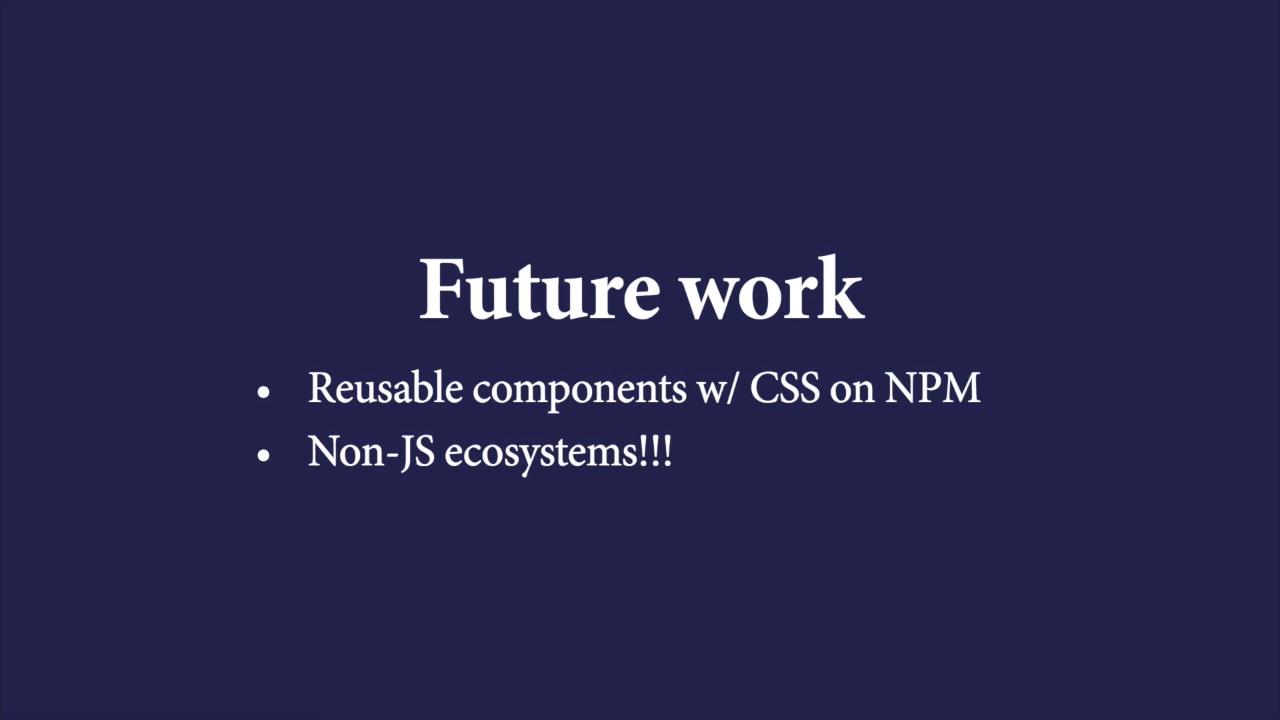 Future work
• Reusable components w/ CSS on NPM
• Non-JS ecosystems!!!